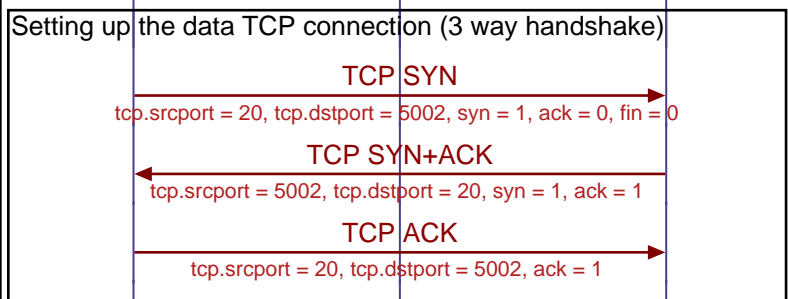 Setting up the data TCP connection (3 way handshake)
TCP SYN
tcp.srcport = 20, tcp.dstport = 5002, syn = 1, ack = 0, fin = 0
TCP SYN+ACK
tcp.srcport = 5002, tcp.dstport = 20, syn = 1, ack = 1
TCP ACK
tcp.srcport = 20, tcp.dstport = 5002, ack = 1